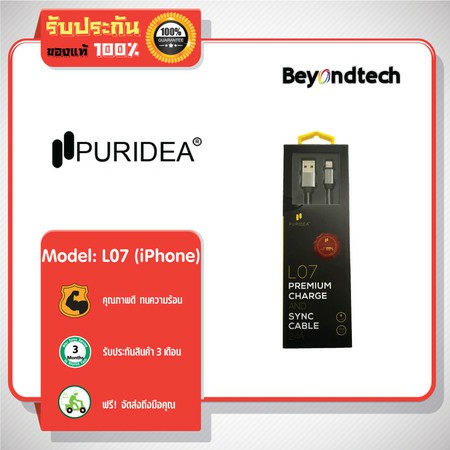 รับประกัน
ของแท้ 100%
100%
GUARANTEE
Beyondtech
PURIDEA®
Model: L07 (iPhone)
คุณภาพดี ทนความร้อน
3
Months
รับประกันสินค้า 3 เดือน
ฟรี! จัดส่งถึงมือคุณ
PURIDEA
L07
PREMIUM
CHARGE
AND
SYNC
CABLE